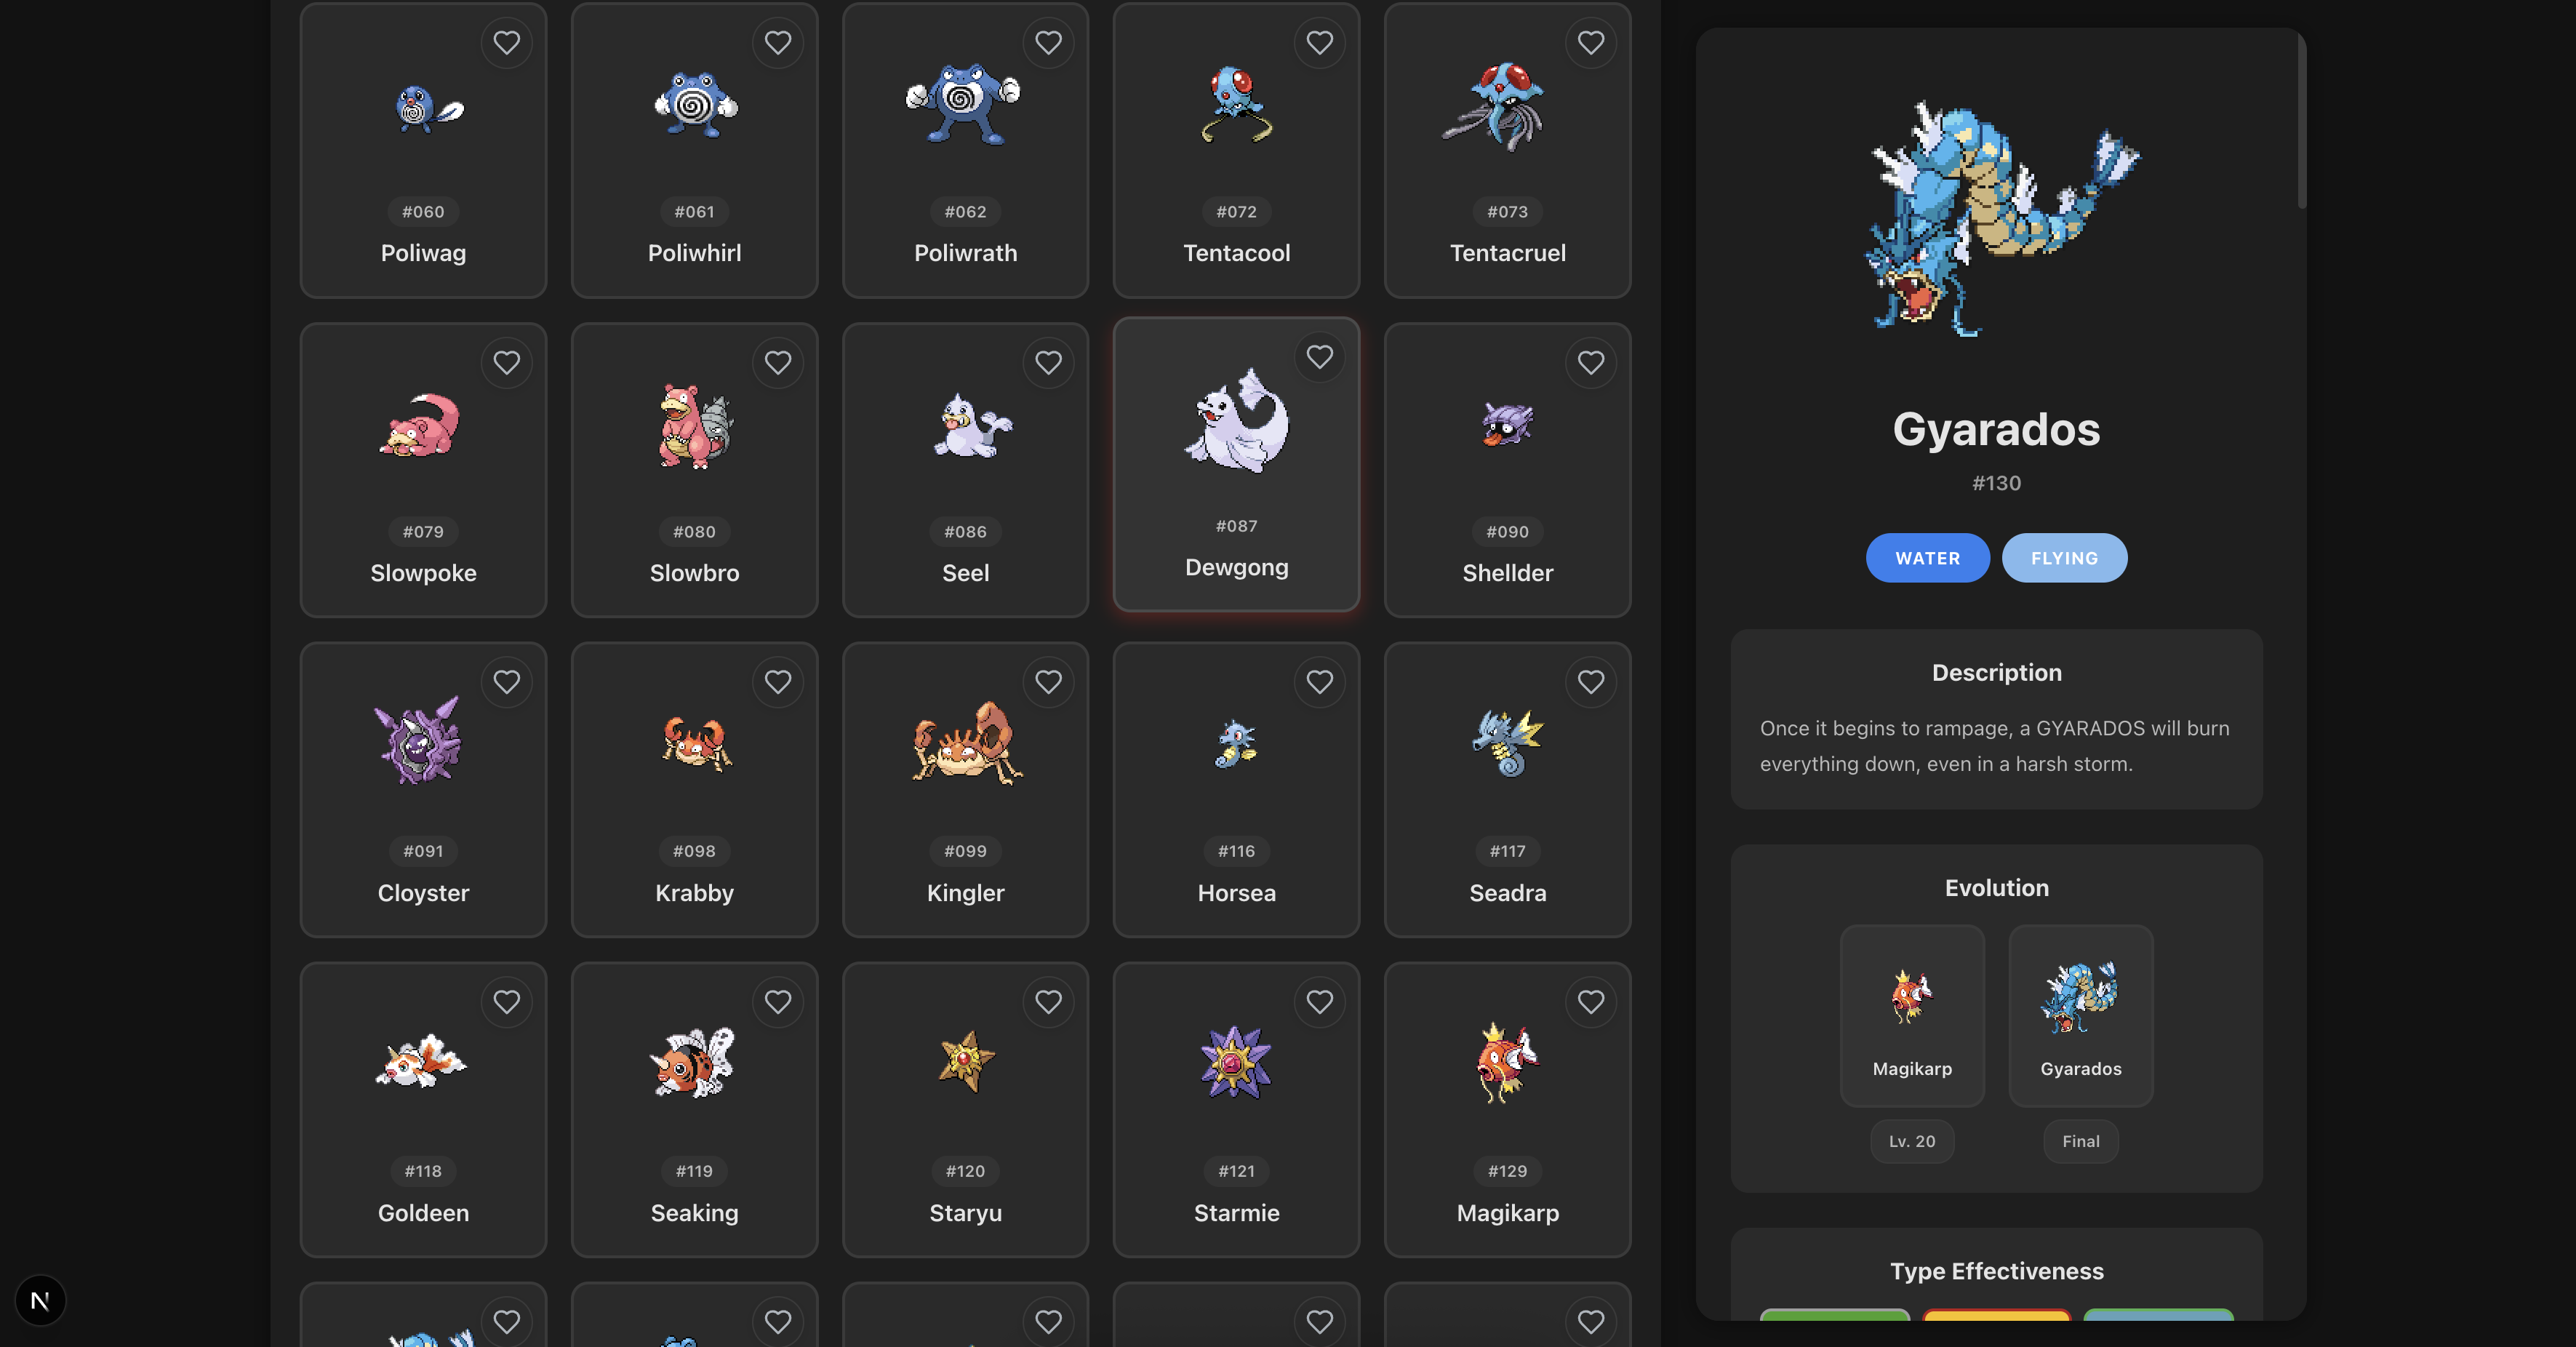 #060
Poliwag
#061
Poliwhirl
#062
Poliwrath
#072
Tentacool
#073
Tentacruel
#079
Slowpoke
#080
Slowbro
#086
Seel
#087
Dewgong
#090
Shellder
#091
Cloyster
#098
Krabby
#099
Kingler
#116
Horsea
#117
Seadra
#118
Goldeen
#119
Seaking
#120
Staryu
#121
Starmie
#129
Magikarp
N
Gyarados
#130
WATER
FLYING
Description
Once it begins to rampage, a GYARADOS will burn
everything down, even in a harsh storm.
Evolution
Magikarp
Lv. 20
Gyarados
Final
Type Effectiveness